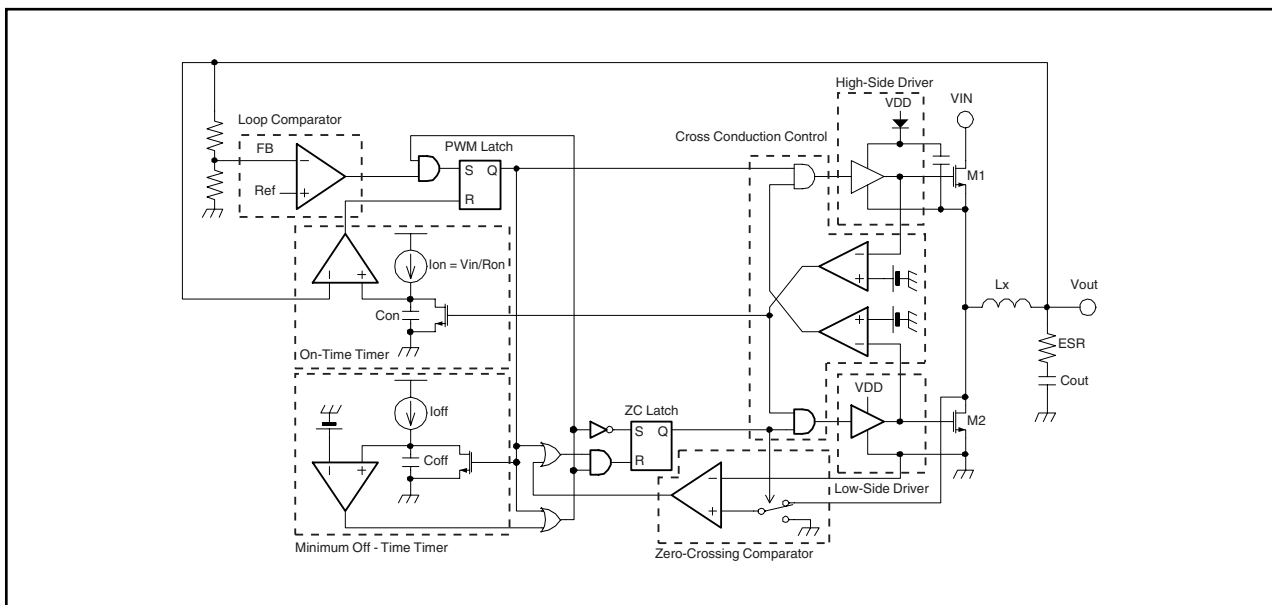 High-Side Driver
VDD
VIN
Loop Comparator
Cross Conduction Control
FB
PWM Latch
−
S Q
M1
Ref
+
R
Ion = Vin/Ron
−
− +
+
Lx
Vout
Con
+
−
ESR
On-Time Timer
VDD
Cout
Ioff
ZC Latch
S Q
M2
+
Coff
R
−
Low-Side Driver
+
Minimum Off - Time Timer
Zero-Crossing Comparator